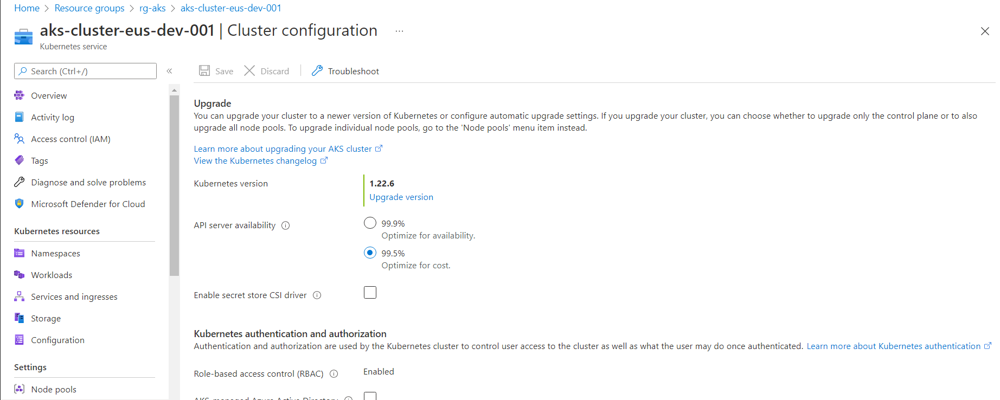 Home > Resource groups > rg-aks > aks-cluster-eus-dev-001
aks-cluster-eus-dev-001 | Cluster configuration ...
Kubernetes service
Search (Ctrl+/)
«
Overview
Activity log
Access control (IAM)
Tags
Diagnose and solve problems
Microsoft Defender for Cloud
Kubernetes resources
Namespaces
Workloads
Services and ingresses
Storage
Configuration
Settings
Node pools
Save
Discard
Troubleshoot
Upgrade
You can upgrade your cluster to a newer version of Kubernetes or configure automatic upgrade settings. If you upgrade your cluster, you can choose whether to upgrade only the control plane or to also
upgrade all node pools. To upgrade individual node pools, go to the 'Node pools' menu item instead.
Learn more about upgrading your AKS cluster
View the Kubernetes changelog
Kubernetes version
1.22.6
Upgrade version
API server availability
99.9%
Optimize for availability.
99.5%
Optimize for cost.
Enable secret store CSI driver
Kubernetes authentication and authorization
Authentication and authorization are used by the Kubernetes cluster to control user access to the cluster as well as what the user may do once authenticated. Learn more about Kubernetes authentication
Role-based access control (RBAC)
Enabled
AKS-managed Azure Active Directory